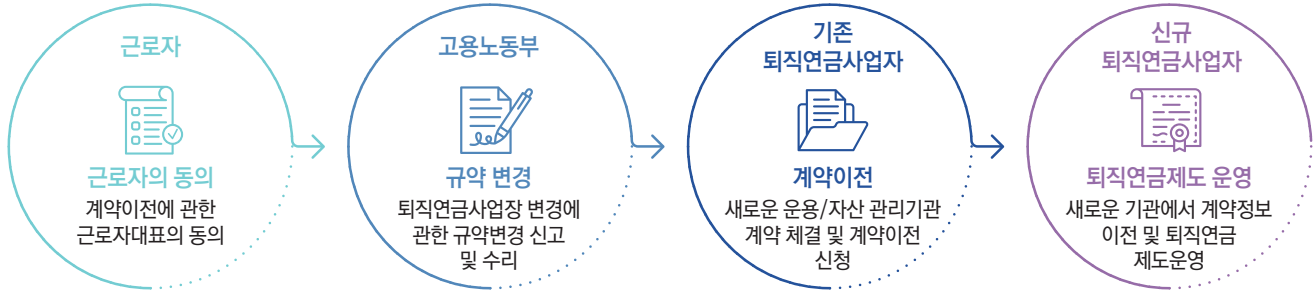 근로자
근로자의 동의
계약이전에 관한
근로자대표의 동의
고용노동부
규약 변경
퇴직연금사업장 변경에
관한 규약변경 신고
및 수리
기존
퇴직연금사업자
계약이전
새로운 운용/자산 관리기관
계약 체결 및 계약이전
신청
신규
퇴직연금사업자
퇴직연금제도 운영
새로운 기관에서 계약정보
이전 및 퇴직연금
제도운영